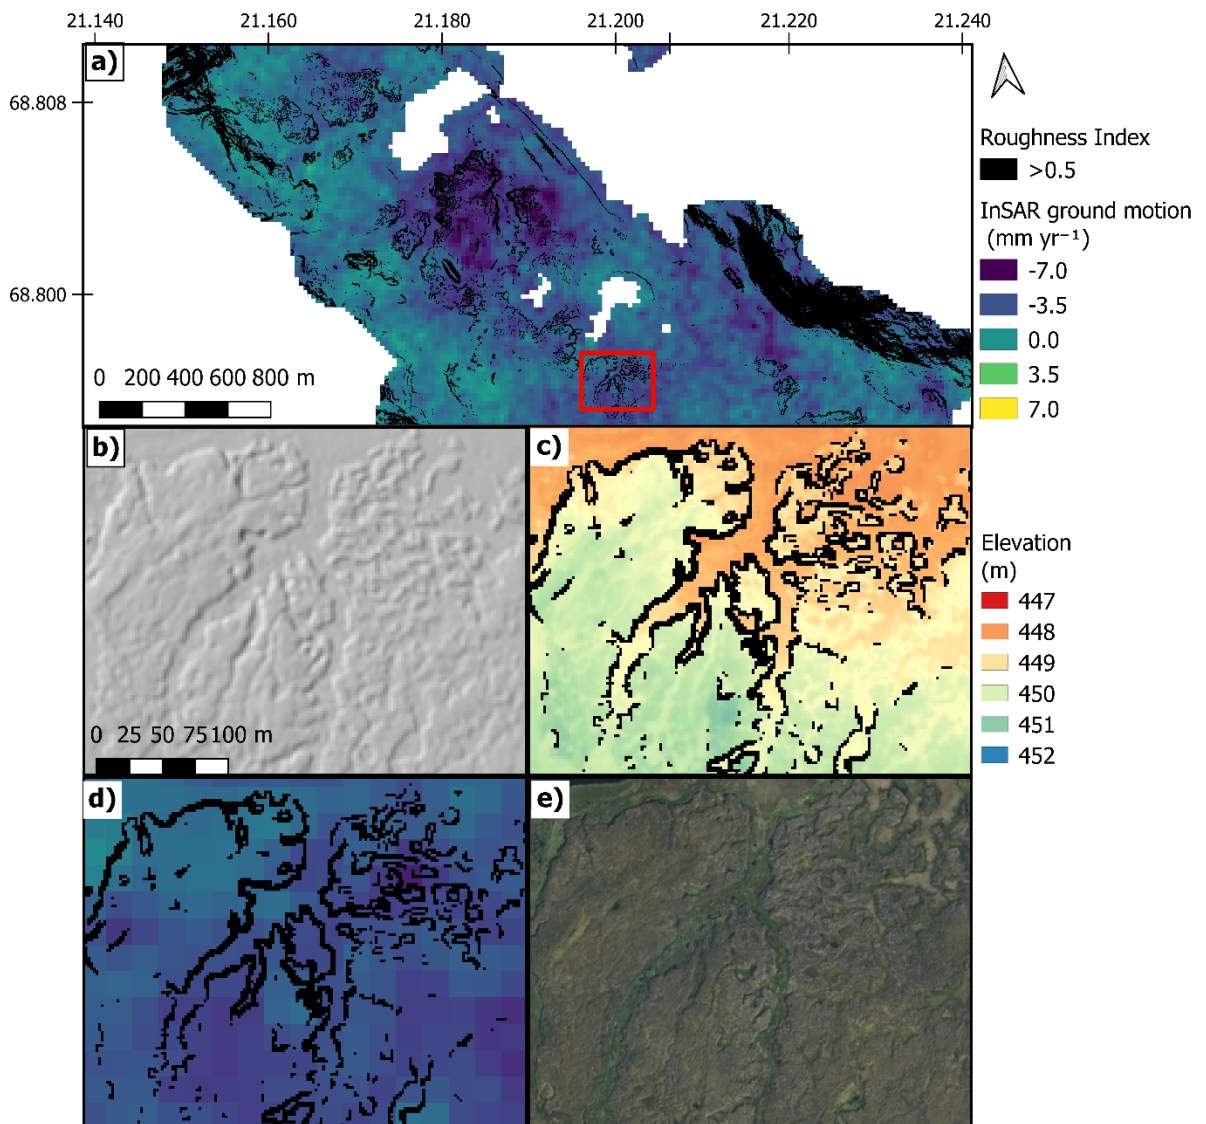 21.140 21.160 21.180 21.200 21.220 21.240
a)
68.808
68.800
0 200 400 600 800 m
Roughness Index
>0.5
InSAR ground motion
(mm yr⁻¹)
-7.0
-3.5
0.0
3.5
7.0
b)
0 25 50 75 100 m
c)
Elevation
(m)
447
448
449
450
451
452
d)
e)